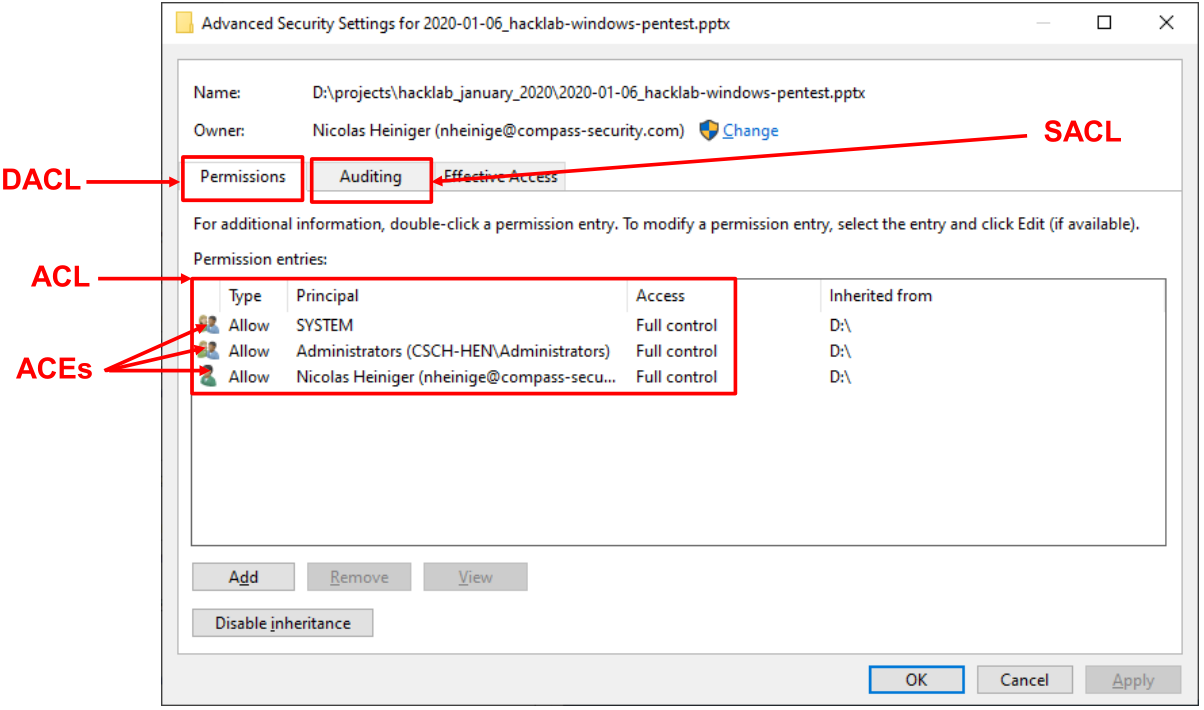 Advanced Security Settings for 2020-01-06_hacklab-windows-pentest.pptx
Name: D:\projects\hacklab_january_2020\2020-01-06_hacklab-windows-pentest.pptx
Owner: Nicolas Heiniger (nheinige@compass-security.com) Change
SACL
DACL
Permissions Auditing Effective Access
For additional information, double-click a permission entry. To modify a permission entry, select the entry and click Edit (if available).
Permission entries:
ACL
Type Principal Access Inherited from
Allow SYSTEM Full control D:\
Allow Administrators (CSCH-HEN\Administrators) Full control D:\
ACEs
Allow Nicolas Heiniger (nheinige@compass-secu... Full control D:\
Add Remove View
Disable inheritance
OK Cancel Apply